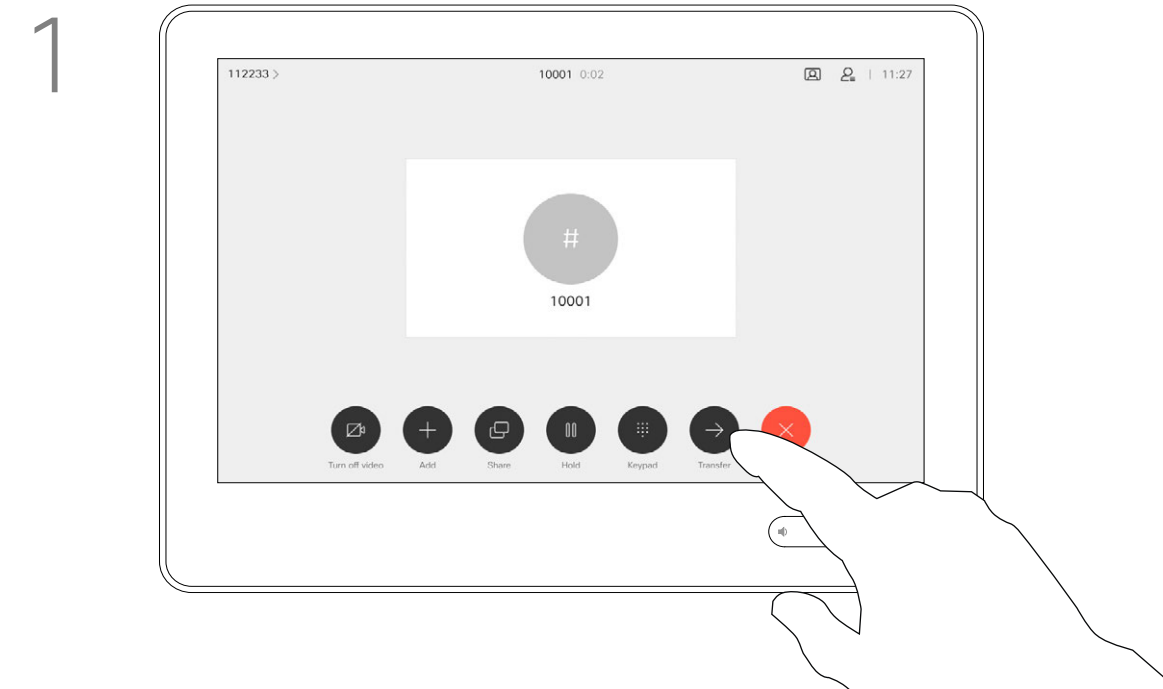 1
112233 >
10001 0:02
11:27
#
10001
Turn off video
Add
Share
Hold
Keypad
Transfer